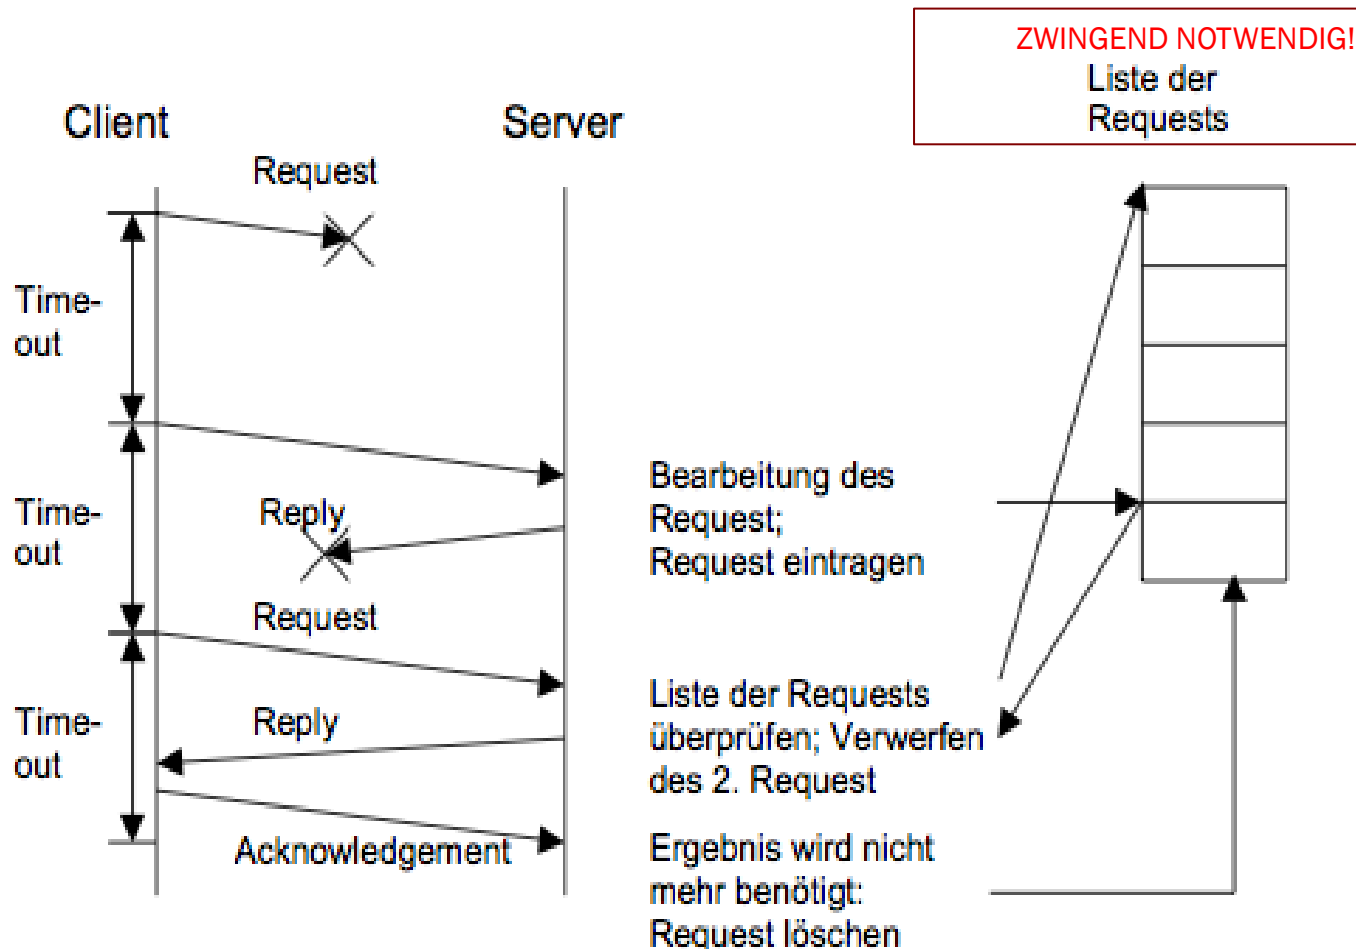 ZWINGEND NOTWENDIG!
Liste der
Requests
Client
Server
Request
Time-
out
Bearbeitung des
Request;
Request eintragen
Time-
out
Reply
Request
Liste der Requests
überprüfen; Verwerfen
des 2. Request
Time-
out
Reply
Acknowledgement
Ergebnis wird nicht
mehr benötigt:
Request löschen